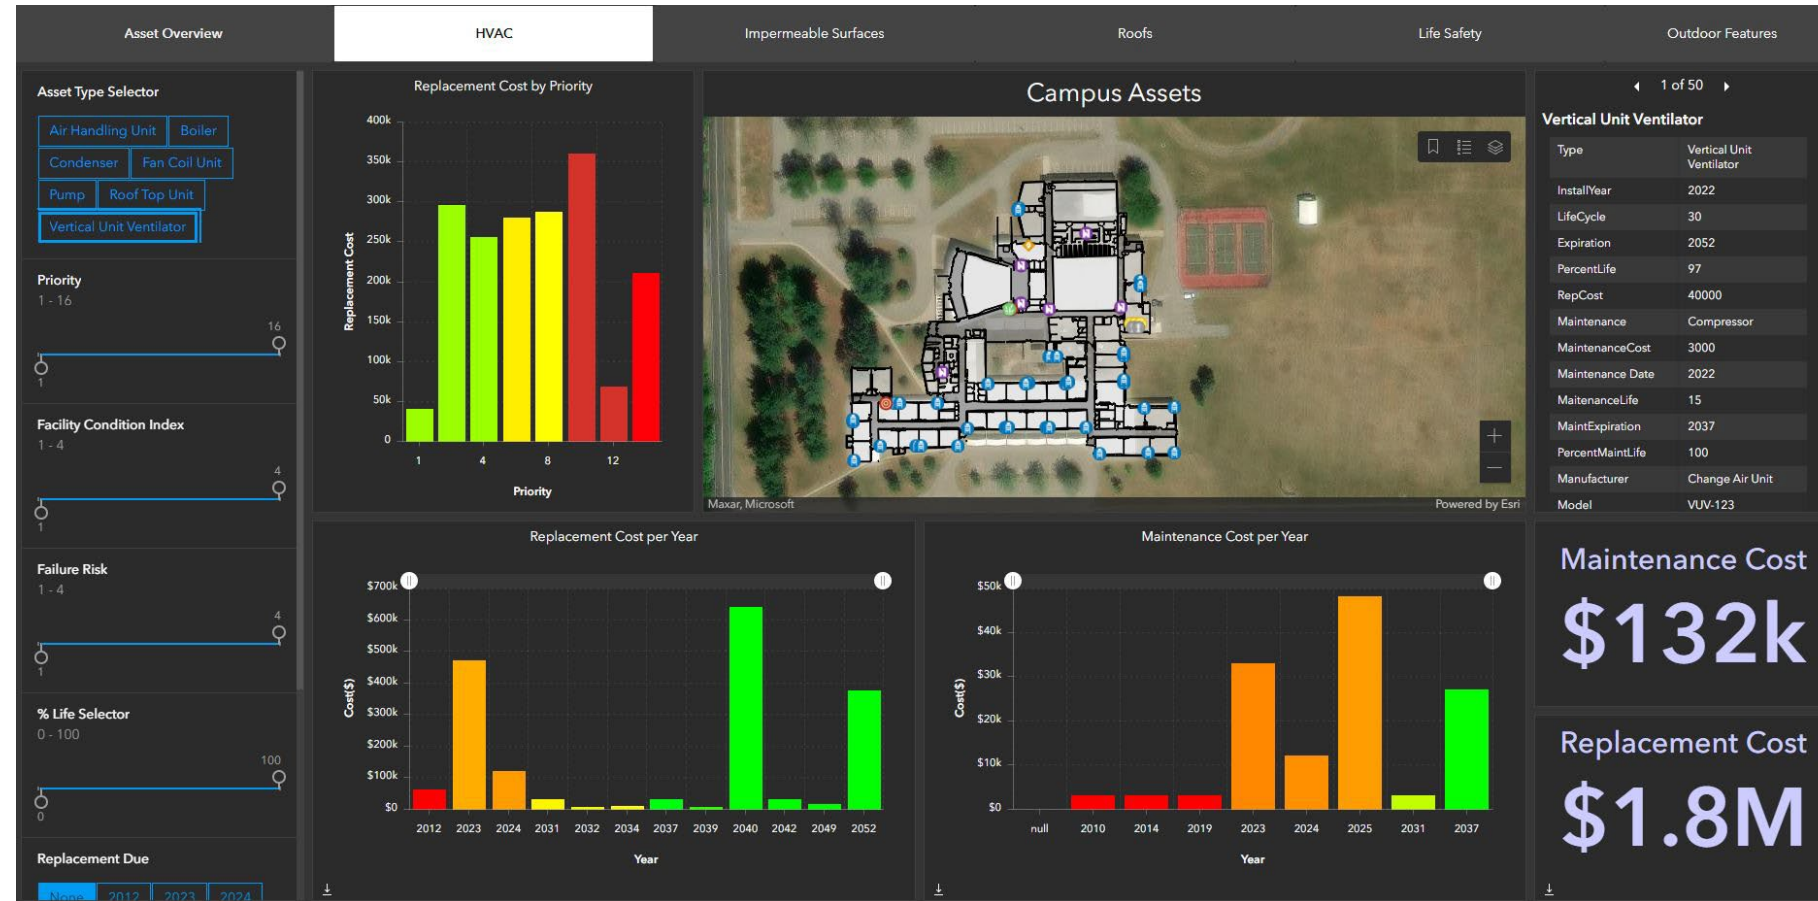 Asset Overview
HVAC
Impermeable Surfaces
Roofs
Life Safety
Outdoor Features
Asset Type Selector
Air Handling Unit
Boiler
Condenser
Fan Coil Unit
Pump
Roof Top Unit
Vertical Unit Ventilator
Priority
1 - 16
16
1
Facility Condition Index
1 - 4
4
1
Failure Risk
1 - 4
4
1
% Life Selector
0 - 100
100
0
Replacement Due
None
2012
2023
2024
Replacement Cost by Priority
400k
350k
300k
250k
200k
150k
100k
50k
0
Replacement Cost
1 4 8 12
Priority
Campus Assets
Maxar, Microsoft
Powered by Esri
1 of 50
Vertical Unit Ventilator
Type Vertical Unit
Ventilator
InstallYear 2022
LifeCycle 30
Expiration 2052
PercentLife 97
RepCost 40000
Maintenance Compressor
MaintenanceCost 3000
Maintenance Date 2022
MaitenanceLife 15
MaintExpiration 2037
PercentMaintLife 100
Manufacturer Change Air Unit
Model VUV-123
Replacement Cost per Year
$700k
$600k
$500k
$400k
$300k
$200k
$100k
$0
Cost($)
2012 2023 2024 2031 2032 2034 2037 2039 2040 2042 2049 2052
Year
Maintenance Cost per Year
$50k
$40k
$30k
$20k
$10k
$0
Cost($)
null 2010 2014 2019 2023 2024 2025 2031 2037
Year
Maintenance Cost
$132k
Replacement Cost
$1.8M